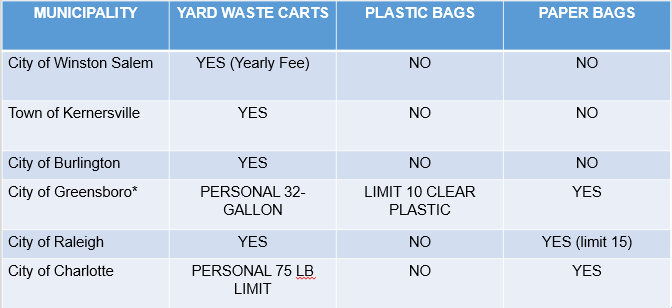 MUNICIPALITY YARD WASTE CARTS PLASTIC BAGS PAPER BAGS
City of Winston Salem YES (Yearly Fee) NO NO
Town of Kernersville YES NO NO
City of Burlington YES NO NO
City of Greensboro* PERSONAL 32- LIMIT 10 CLEAR YES
GALLON PLASTIC
City of Raleigh YES NO YES (limit 15)
City of Charlotte PERSONAL 75 LB NO YES
LIMIT